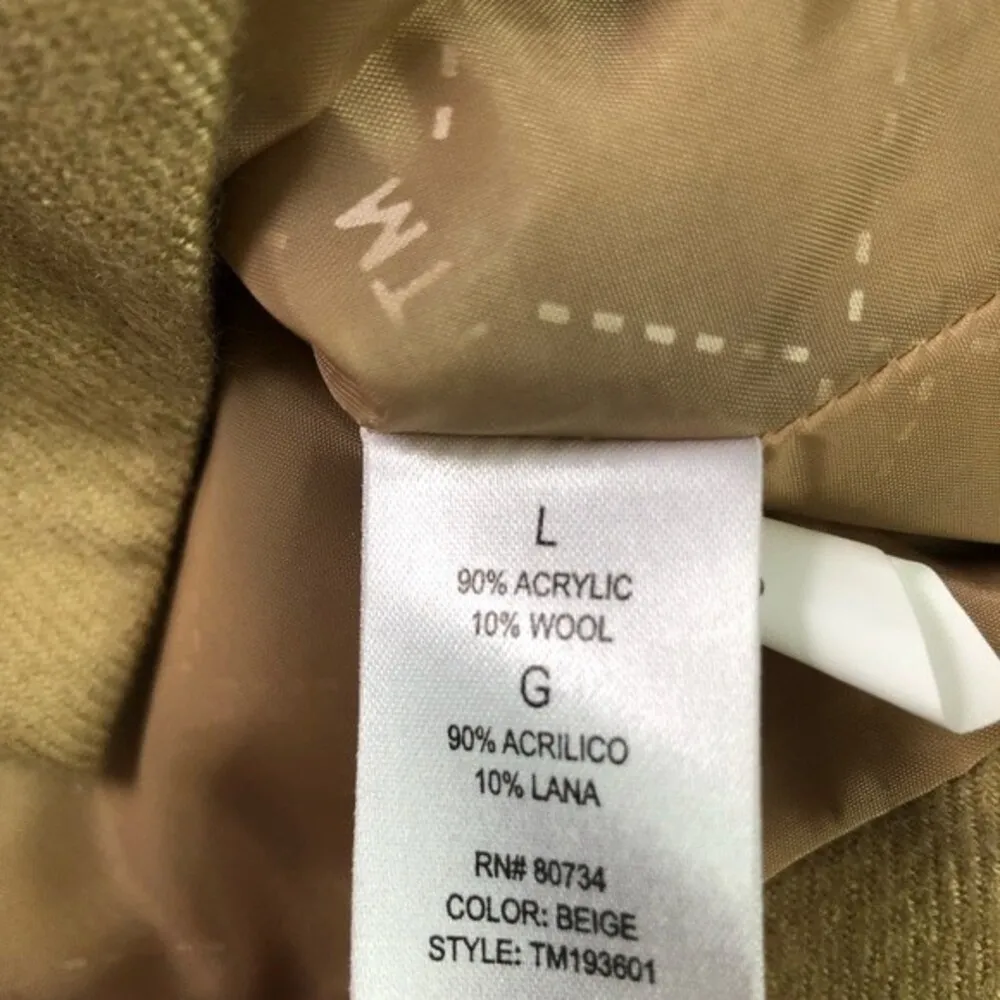 TM
L
90% ACRYLIC
10% WOOL
G
90% ACRILICO
10% LANA
RN# 80734
COLOR: BEIGE
STYLE: TM193601